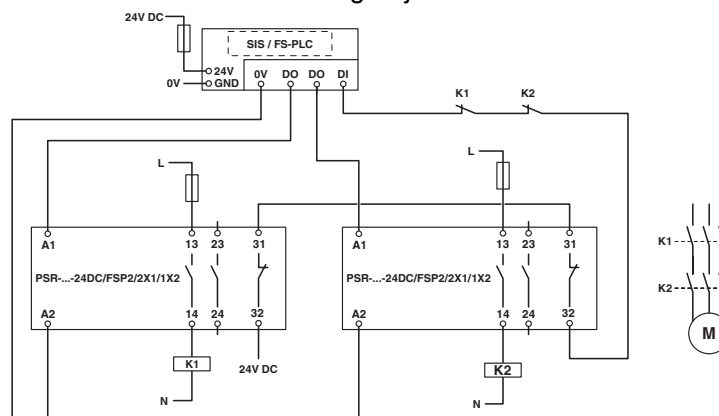 24V DC
SIS / FS-PLC
24V
0V
GND
0V DO DO DI
K1 K2
L
L
A1 13 23 31
A1 13 23 31
PSR-...-24DC/FSP2/2X1/1X2
PSR-...-24DC/FSP2/2X1/1X2
A2 14 24 32
A2 14 24 32
K1
24V DC
K2
N
N
K1
K2
M